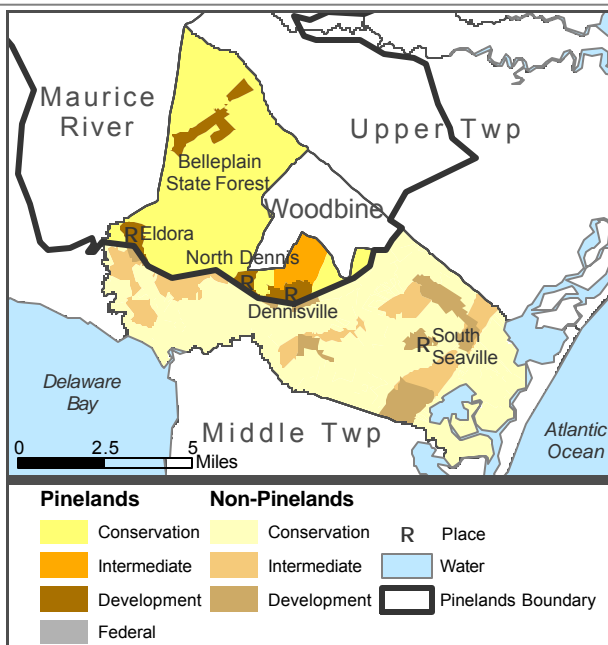 Maurice
River
Upper Twp
Belleplain
State Forest
Woodbine
R Eldora
North Dennis
R
R
Dennisville
R South
Seaville
Delaware
Bay
Middle Twp
Atlantic
Ocean
0 2.5 5
Miles
Pinelands Non-Pinelands
Conservation Conservation R Place
Intermediate Intermediate Water
Development Development Pinelands Boundary
Federal